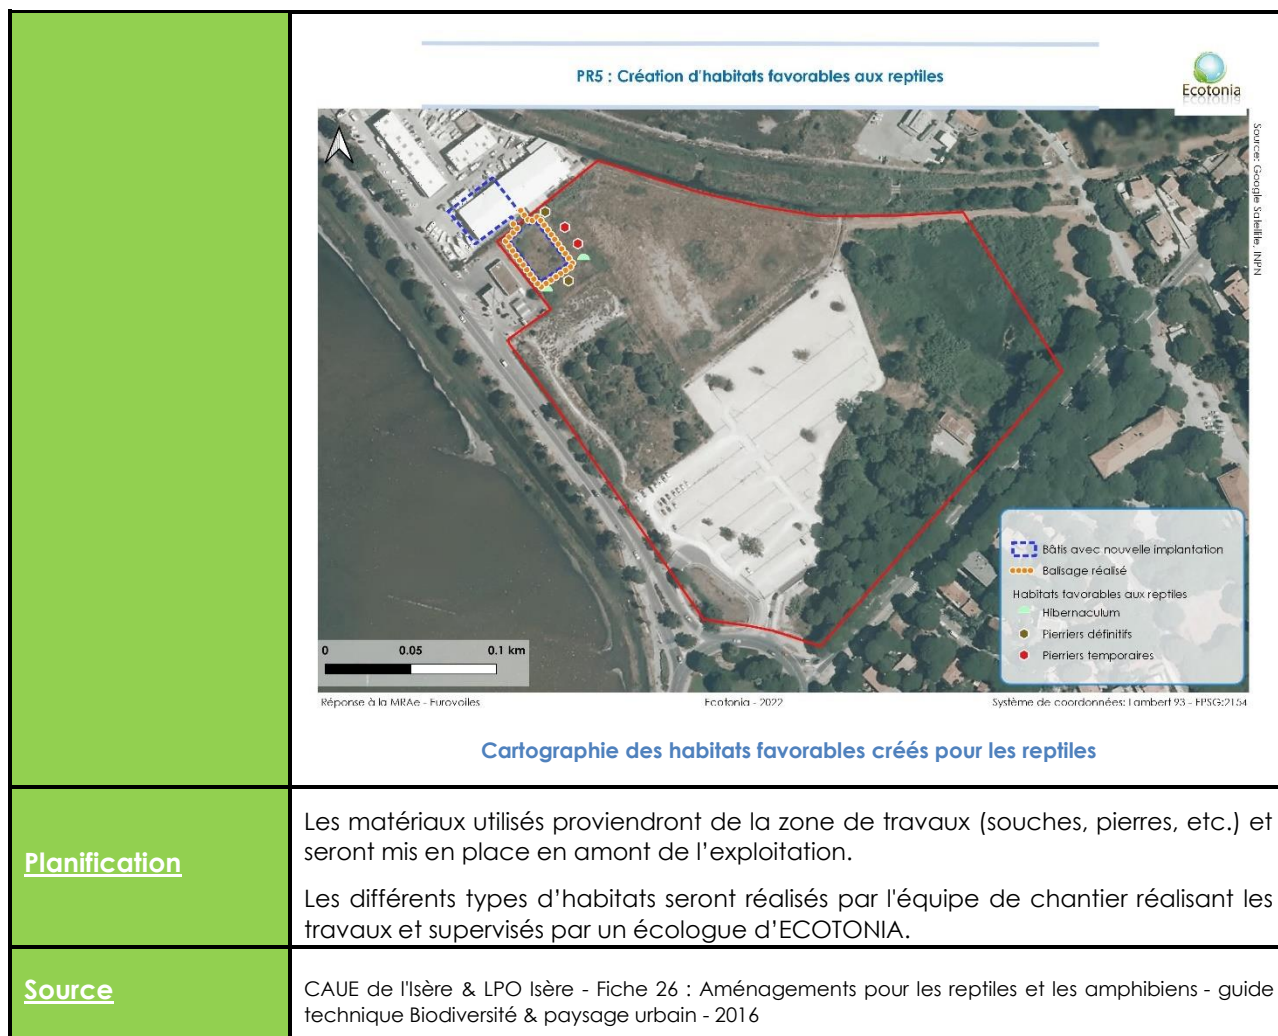 PR5 : Création d'habitats favorables aux reptiles
Ecotonia
Source: Google Satellite, INPN
Bâtis avec nouvelle implantation
Balisage réalisé
Habitats favorables aux reptiles
Hibernaculum
Pierriers définitifs
Pierriers temporaires
0 0.05 0.1 km
Réponse à la MRAe - Eurovoiles
Ecotonia - 2022
Système de coordonnées: Lambert 93 - EPSG:2154
Cartographie des habitats favorables créés pour les reptiles
Planification
Les matériaux utilisés proviendront de la zone de travaux (souches, pierres, etc.) et
seront mis en place en amont de l'exploitation.
Les différents types d'habitats seront réalisés par l'équipe de chantier réalisant les
travaux et supervisés par un écologue d'ECOTONIA.
Source
CAUE de l'Isère & LPO Isère - Fiche 26 : Aménagements pour les reptiles et les amphibiens - guide
technique Biodiversité & paysage urbain - 2016